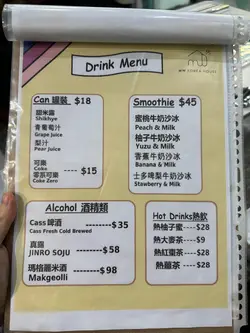 Drink Menu
Can 罐裝 $18
甜米露
Shikhye
青葡萄汁
Grape Juice
梨汁
Pear Juice
可樂
Coke
零系可樂
Coke Zero
---- $15
Smoothie $45
蜜桃牛奶沙冰
Peach & Milk
柚子牛奶沙冰
Yuzu & Milk
香蕉牛奶沙冰
Banana & Milk
士多啤梨牛奶沙冰
Stawberry & Milk
Alcohol 酒精類
Cass 啤酒
Cass Fresh Cold Brewed
------$35
真露
JINRO SOJU
-----$58
瑪格麗米酒
Makgeolli
------$98
Hot Drinks熱飲
熱柚子蜜 ----$28
熱大麥茶 ---$9
熱紅棗茶 ---$28
熱薑茶 ----$28